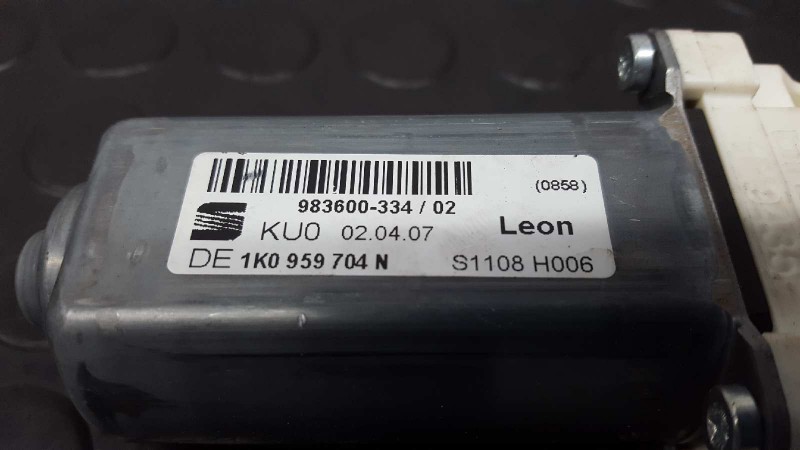 (0858)
983600-334 / 02
KU0 02.04.07 Leon
DE 1K0 959 704 N S1108 H006